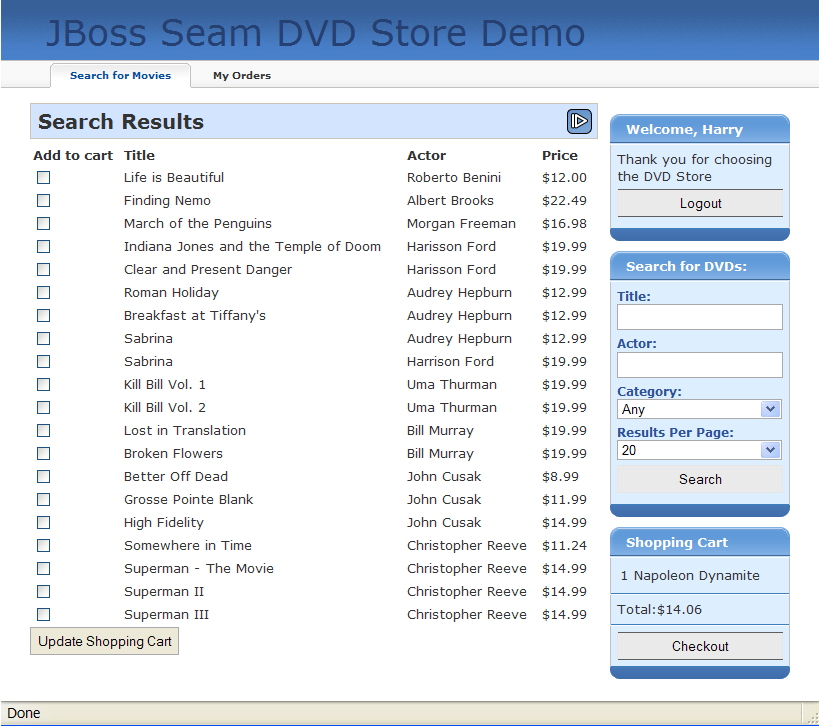 JBoss Seam DVD Store Demo
Search for Movies My Orders
Search Results
Add to cart Title Actor Price
Life is Beautiful Roberto Benini $12.00
Finding Nemo Albert Brooks $22.49
March of the Penguins Morgan Freeman $16.98
Indiana Jones and the Temple of Doom Harisson Ford $19.99
Clear and Present Danger Harisson Ford $19.99
Roman Holiday Audrey Hepburn $12.99
Breakfast at Tiffany's Audrey Hepburn $12.99
Sabrina Audrey Hepburn $12.99
Sabrina Harrison Ford $19.99
Kill Bill Vol. 1 Uma Thurman $19.99
Kill Bill Vol. 2 Uma Thurman $19.99
Lost in Translation Bill Murray $19.99
Broken Flowers Bill Murray $19.99
Better Off Dead John Cusak $8.99
Grosse Pointe Blank John Cusak $11.99
High Fidelity John Cusak $14.99
Somewhere in Time Christopher Reeve $11.24
Superman - The Movie Christopher Reeve $14.99
Superman II Christopher Reeve $14.99
Superman III Christopher Reeve $14.99
Update Shopping Cart
Welcome, Harry
Thank you for choosing
the DVD Store
Logout
Search for DVDs:
Title:
Actor:
Category:
Any
Results Per Page:
20
Search
Shopping Cart
1 Napoleon Dynamite
Total:$14.06
Checkout
Done